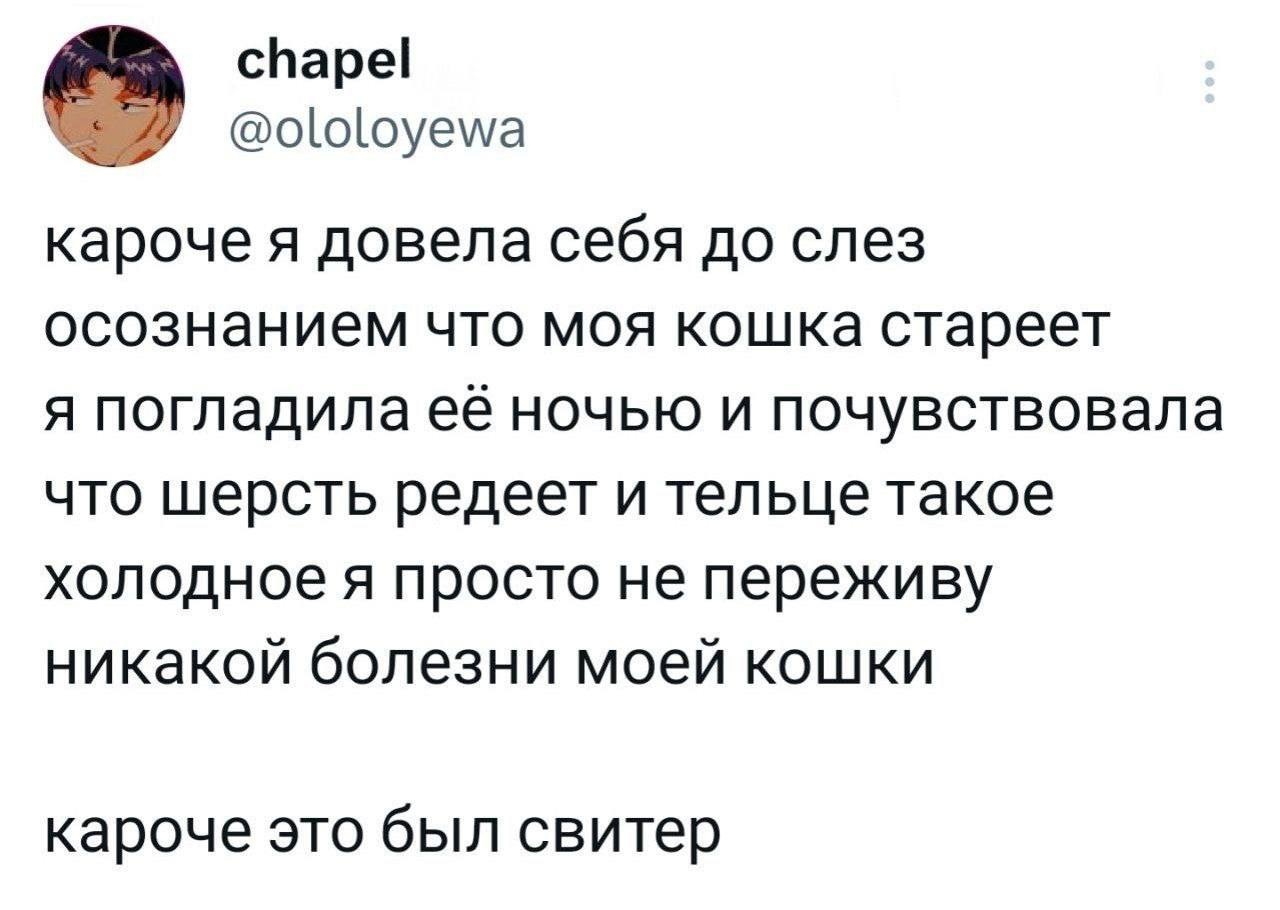 chapel
@ololoyewa
кароче я довела себя до слез
осознанием что моя кошка стареет
я погладила её ночью и почувствовала
что шерсть редеет и тельце такое
холодное я просто не переживу
никакой болезни моей кошки
кароче это был свитер